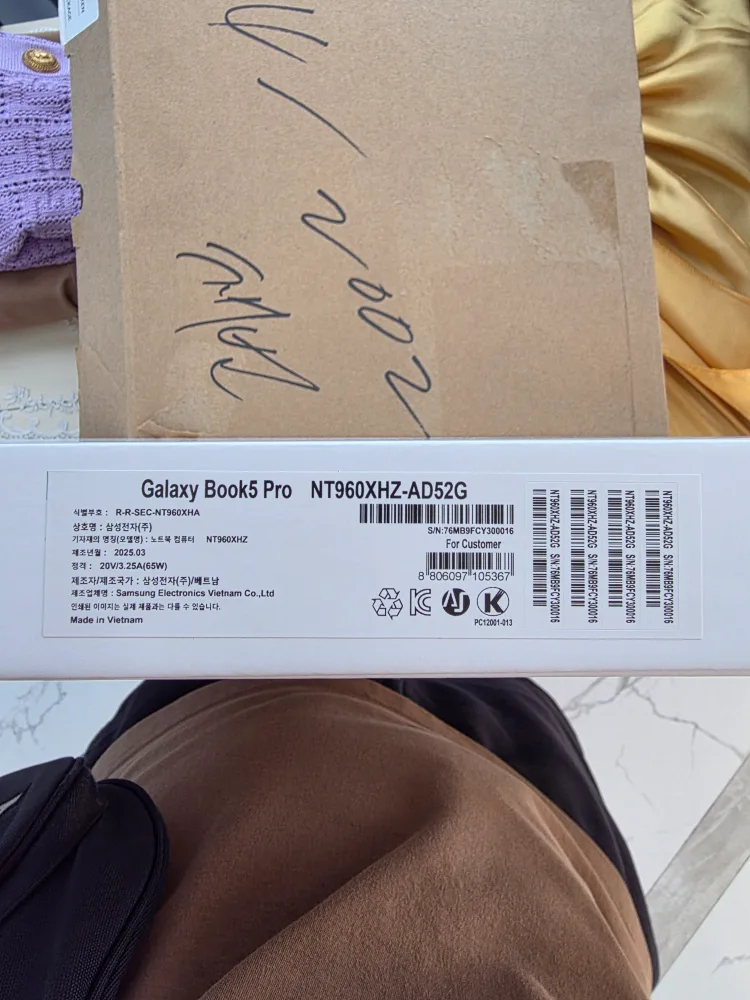 2002
Galaxy Book5 Pro NT960XHZ-AD52G
식별부호 : R-R-SEC-NT960XHA
상호명 : 삼성전자(주)
기자재의 명칭(모델명) : 노트북 컴퓨터 NT960XHZ
제조년월 : 2025.03
정격 : 20V/3.25A(65W)
제조자/제조국가 : 삼성전자(주)/베트남
제조업체명 : Samsung Electronics Vietnam Co.,Ltd
인쇄된 이미지는 실제 제품과는 다를 수 있습니다.
Made in Vietnam
S/N:76MB9FCY300016
For Customer
8 806097 105367
PC12001-013
NT960XHZ-AD52G S/N:76MB9FCY300016
NT960XHZ-AD52G S/N:76MB9FCY300016
NT960XHZ-AD52G S/N:76MB9FCY300016
NT960XHZ-AD52G S/N:76MB9FCY300016